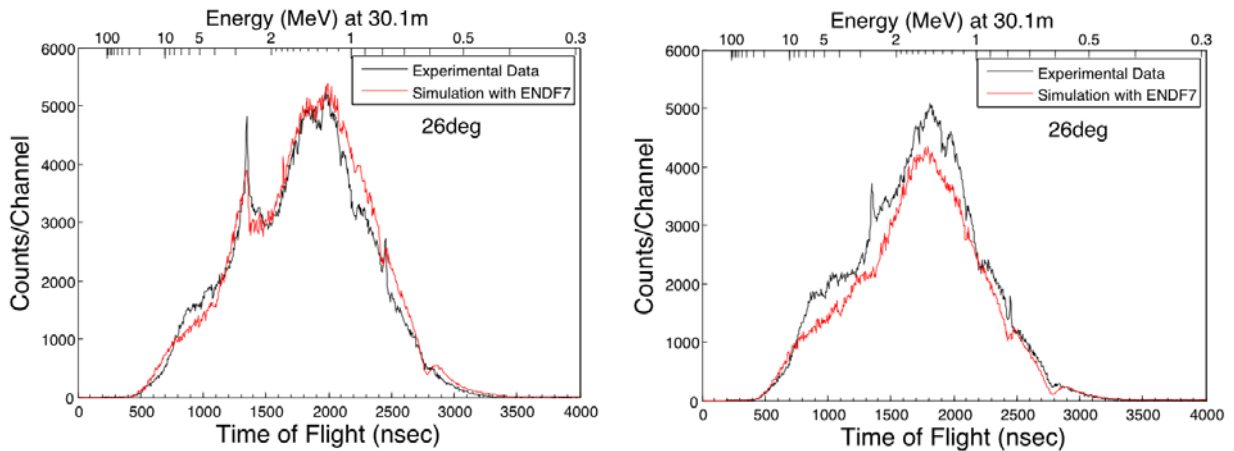 Energy (MeV) at 30.1m
100 10 5 2 1 0.5 0.3
6000
Experimental Data
Simulation with ENDF7
5000
26deg
4000
3000
2000
1000
0
Counts/Channel
0 500 1000 1500 2000 2500 3000 3500 4000
Time of Flight (nsec)
Energy (MeV) at 30.1m
100 10 5 2 1 0.5 0.3
6000
Experimental Data
Simulation with ENDF7
5000
26deg
4000
3000
2000
1000
0
Counts/Channel
0 500 1000 1500 2000 2500 3000 3500 4000
Time of Flight (nsec)